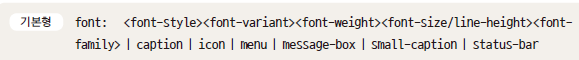 기본형 font: <font-style><font-variant><font-weight><font-size/line-height><font-
family> | caption | icon | menu | message-box | small-caption | status-bar